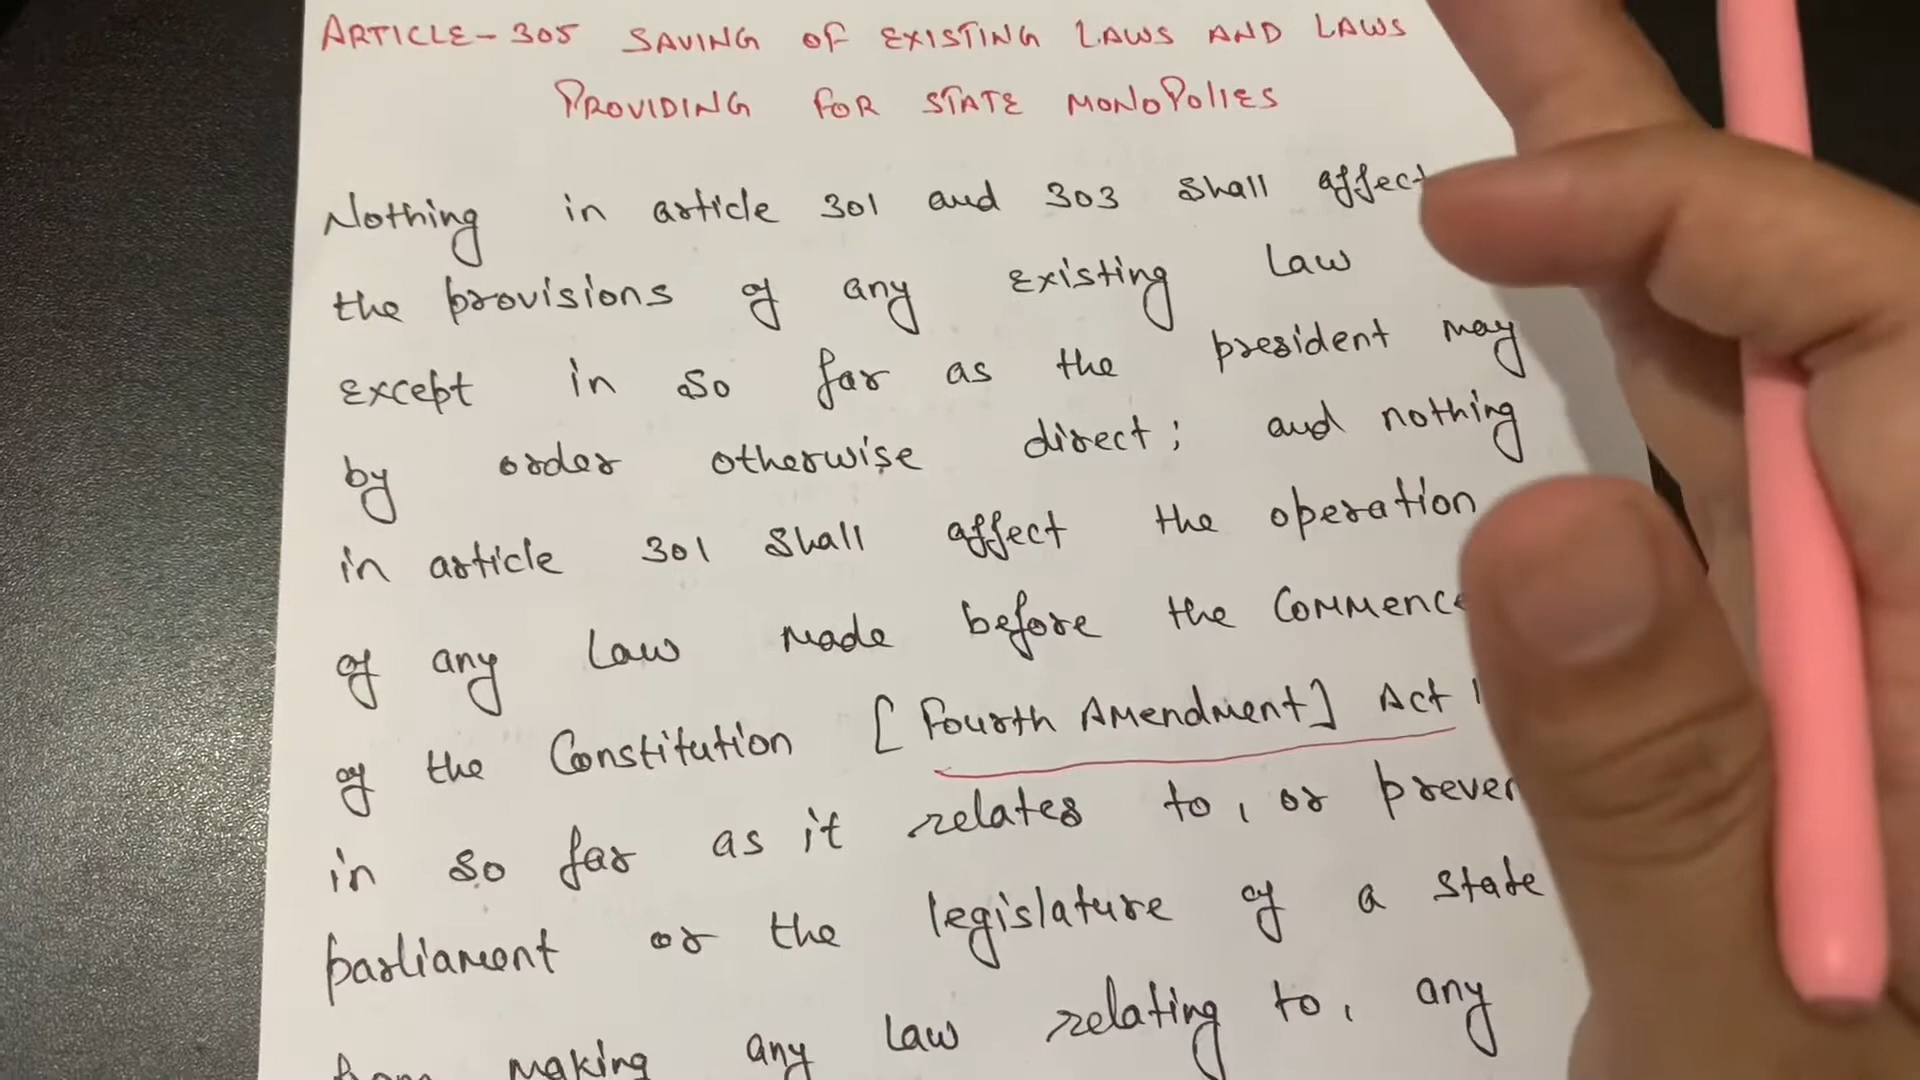 ARTICLE-305 SAVING OF EXISTING LAWS AND LAWS
PROVIDING FOR STATE MONOPOLIES
Nothing in article 301 and 303 shall affect
the provisions of any existing law
except in so far as the president may
by order otherwise direct; and nothing
in article 301 shall affect the operation
of any law made before the commence
of the Constitution [Fourth Amendment] Act
in so far as it relates to, or preven
parliament or the legislature of a state
making any law relating to, any